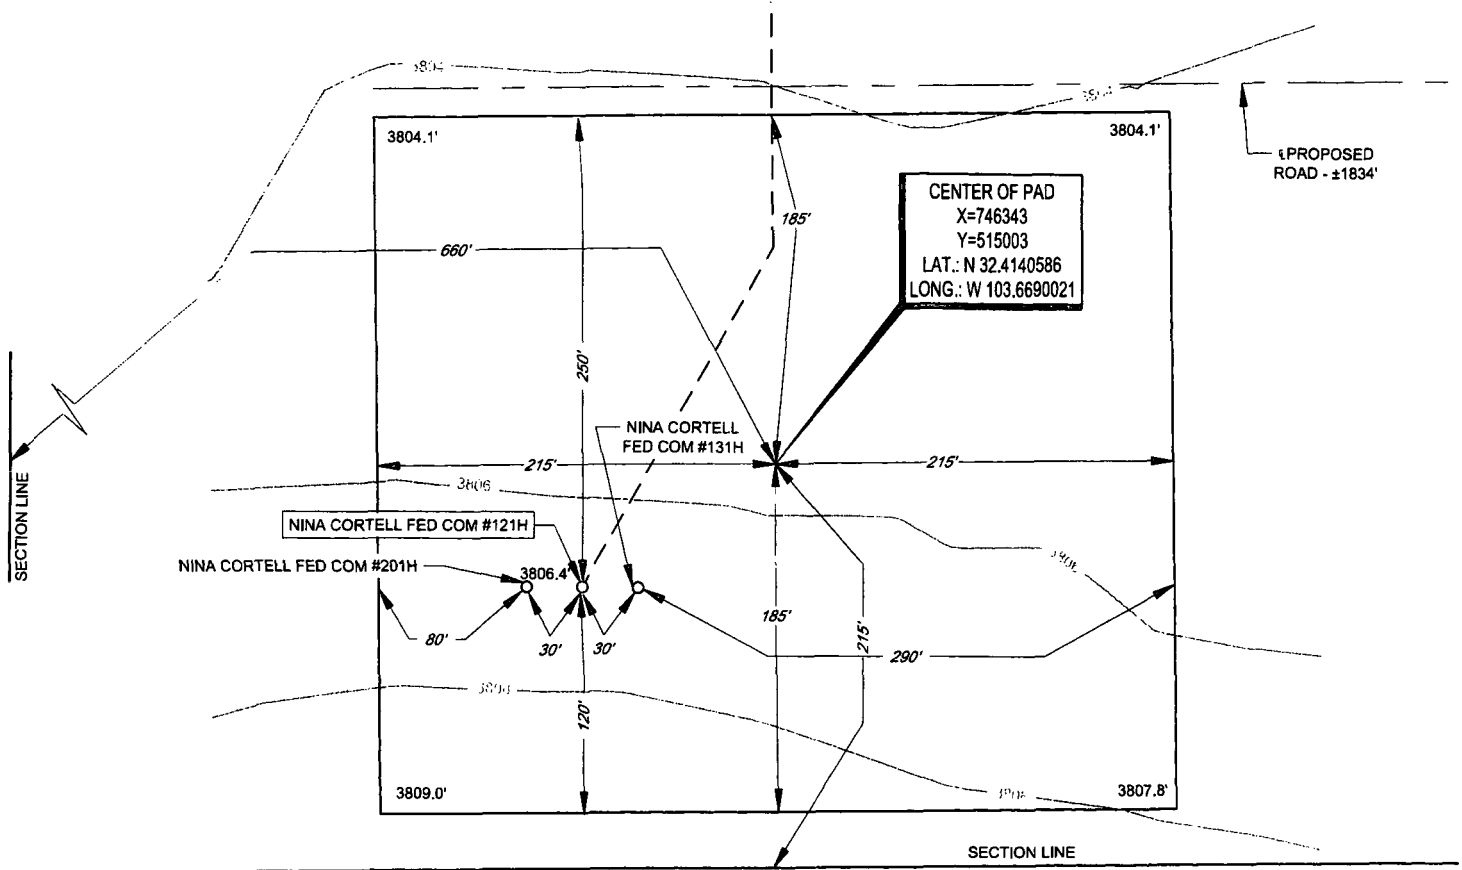 3804
3804.1'
3804.1'
℄PROPOSED
ROAD - ±1834'
CENTER OF PAD
X=746343
Y=515003
LAT.: N 32.4140586
LONG.: W 103.6690021
185'
660'
250'
NINA CORTELL
FED COM #131H
215'
215'
SECTION LINE
3806
NINA CORTELL FED COM #121H
NINA CORTELL FED COM #201H
3806.4'
80'
30'
30'
185'
215'
290'
120'
3809.0'
3807.8'
SECTION LINE